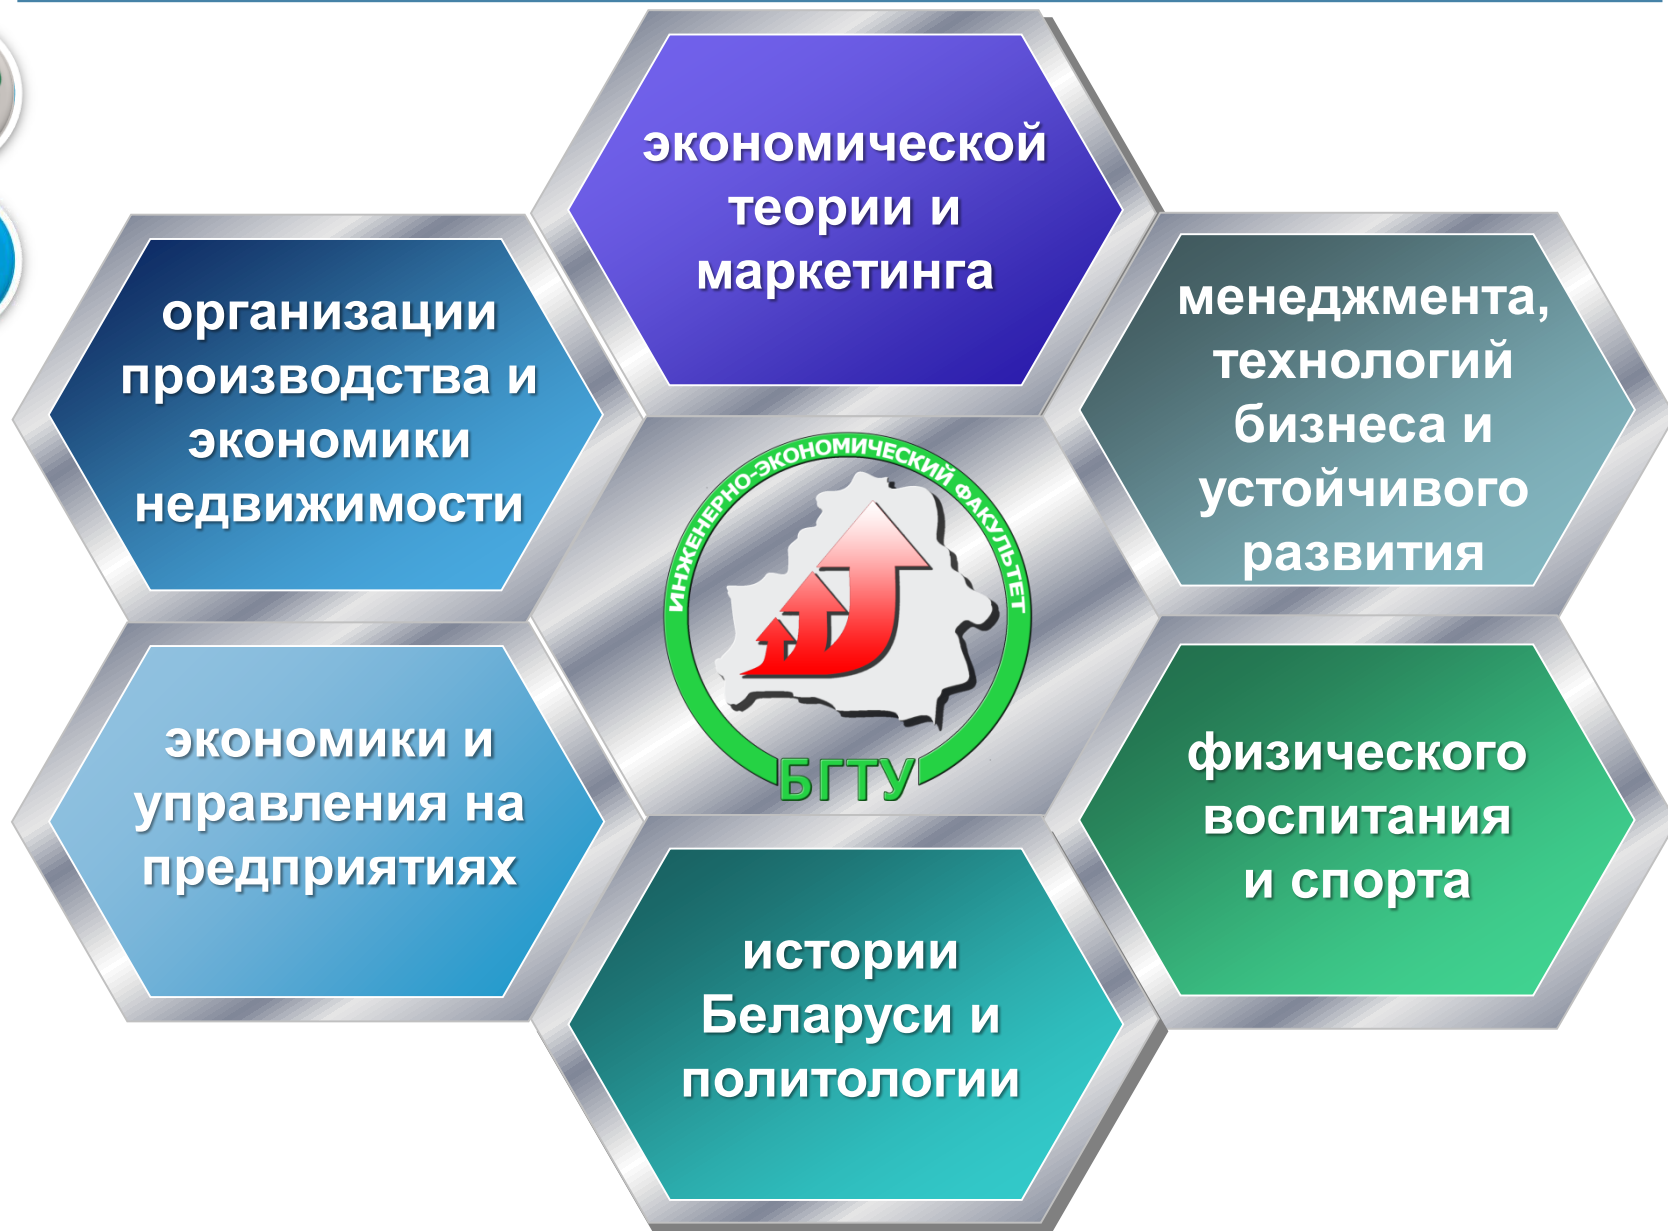 экономической
теории и
маркетинга
организации
производства и
экономики
недвижимости
менеджмента,
технологий
бизнеса и
устойчивого
развития
ИНЖЕНЕРНО-ЭКОНОМИЧЕСКИЙ ФАКУЛЬТЕТ
БГТУ
экономики и
управления на
предприятиях
физического
воспитания
и спорта
истории
Беларуси и
политологии